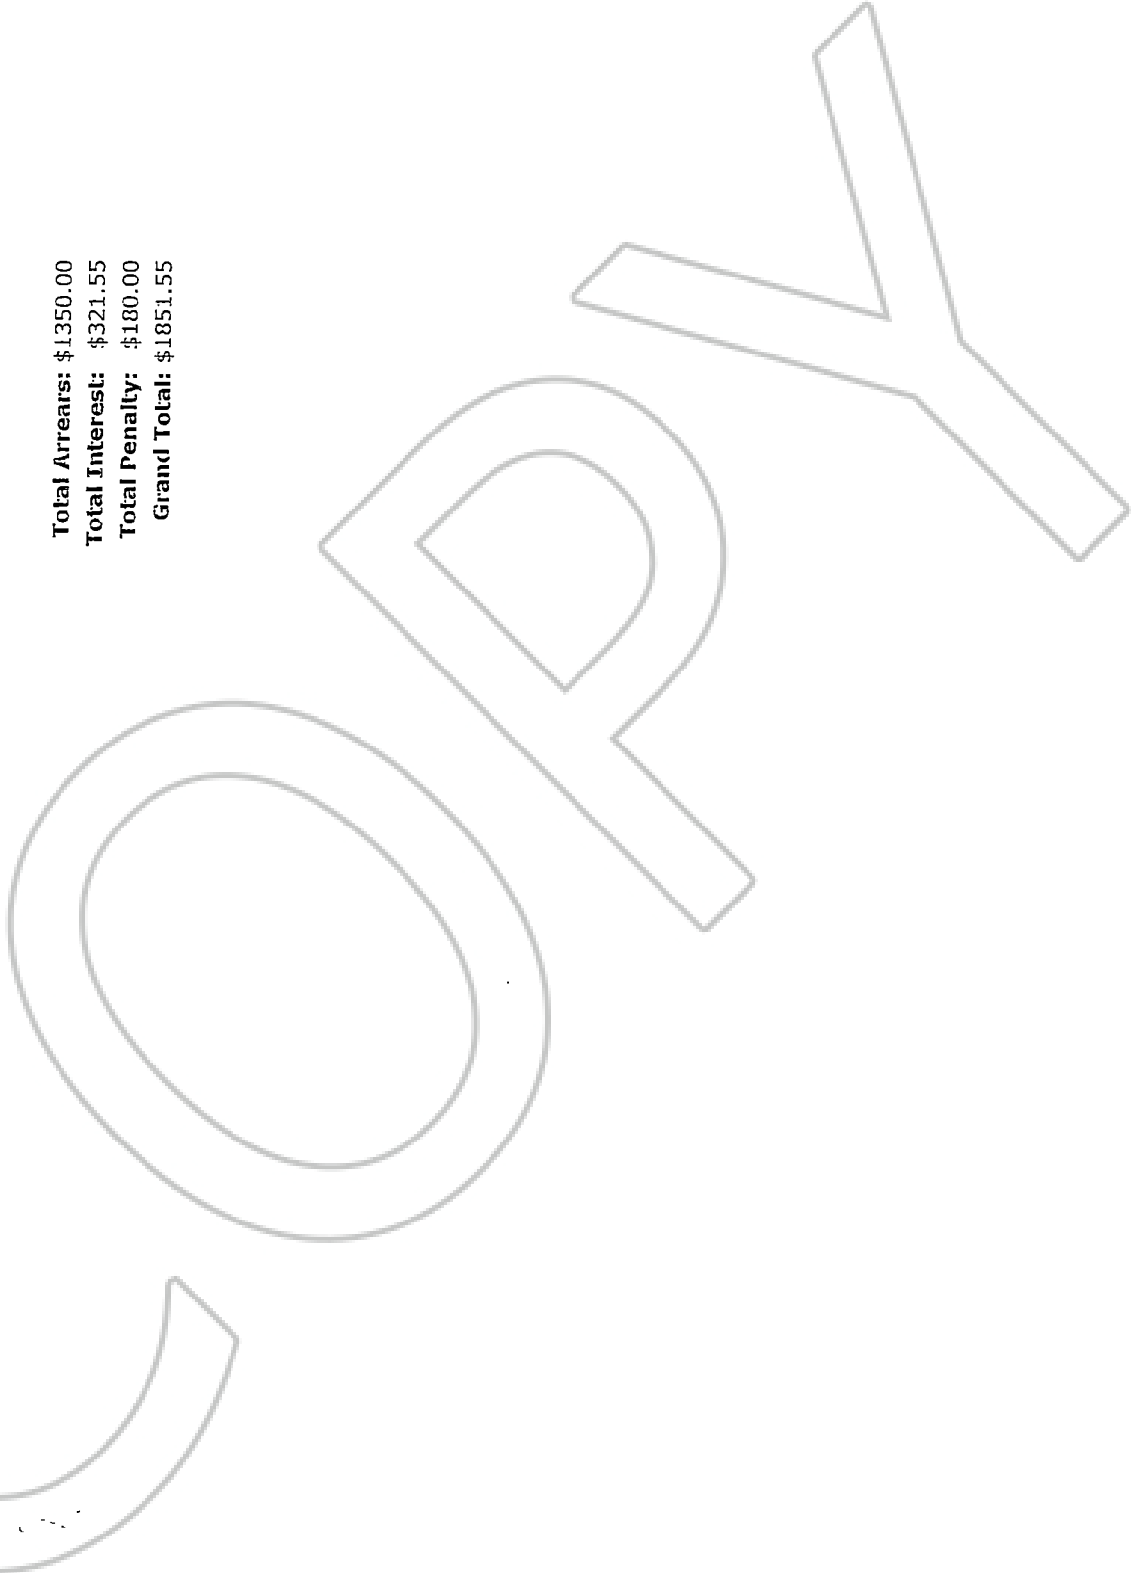 Total Arrears: $1350.00
Total Interest: $321.55
Total Penalty: $180.00
Grand Total: $1851.55
COPY